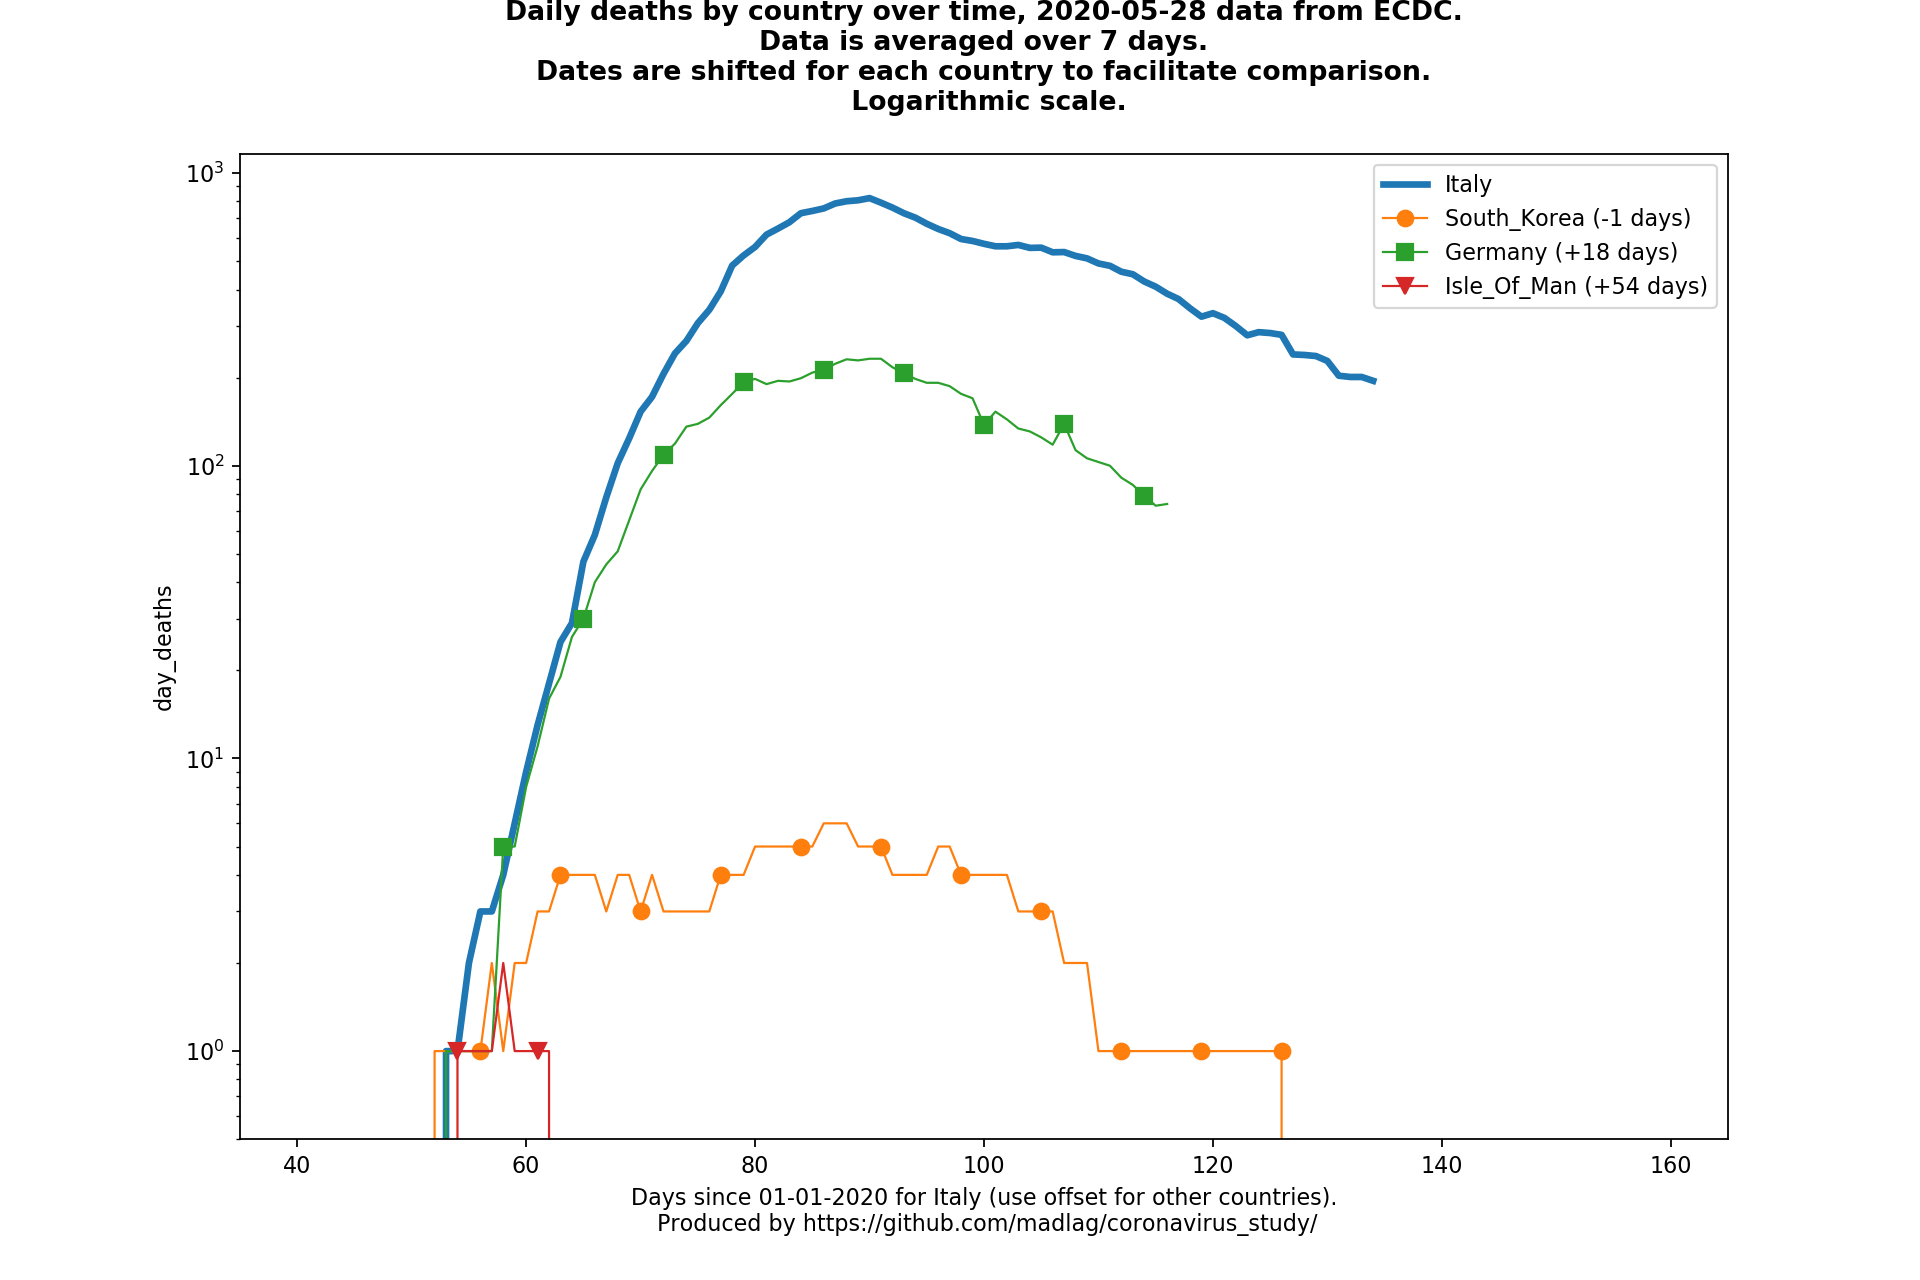 Daily deaths by country over time, 2020-05-28 data from ECDC.
Data is averaged over 7 days.
Dates are shifted for each country to facilitate comparison.
Logarithmic scale.
10³
10²
10¹
10⁰
day_deaths
Italy
South_Korea (-1 days)
Germany (+18 days)
Isle_Of_Man (+54 days)
40 60 80 100 120 140 160
Days since 01-01-2020 for Italy (use offset for other countries).
Produced by https://github.com/madlag/coronavirus_study/